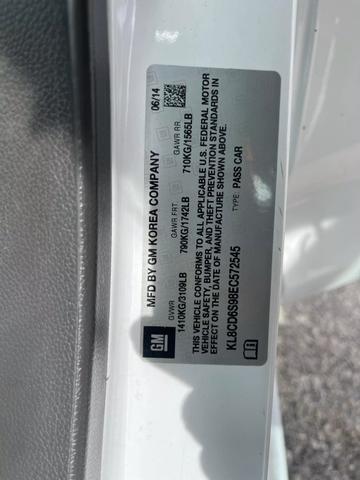 GM
MFD BY GM KOREA COMPANY
06/14
GVWR
GAWR FRT
GAWR RR
1410KG/3109LB
790KG/1742LB
710KG/1565LB
THIS VEHICLE CONFORMS TO ALL APPLICABLE U.S. FEDERAL MOTOR
VEHICLE SAFETY, BUMPER, AND THEFT PREVENTION STANDARDS IN
EFFECT ON THE DATE OF MANUFACTURE SHOWN ABOVE.
KL8CD6S98EC572545
TYPE: PASS CAR